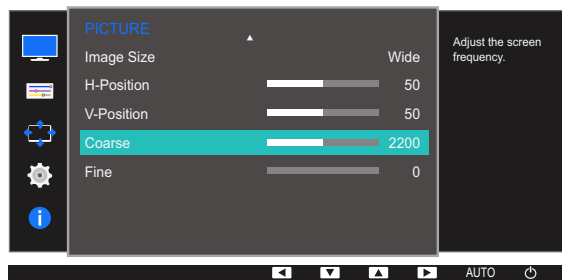 PICTURE
Image Size Wide
H-Position 50
V-Position 50
Coarse 2200
Fine 0
Adjust the screen
frequency.
AUTO